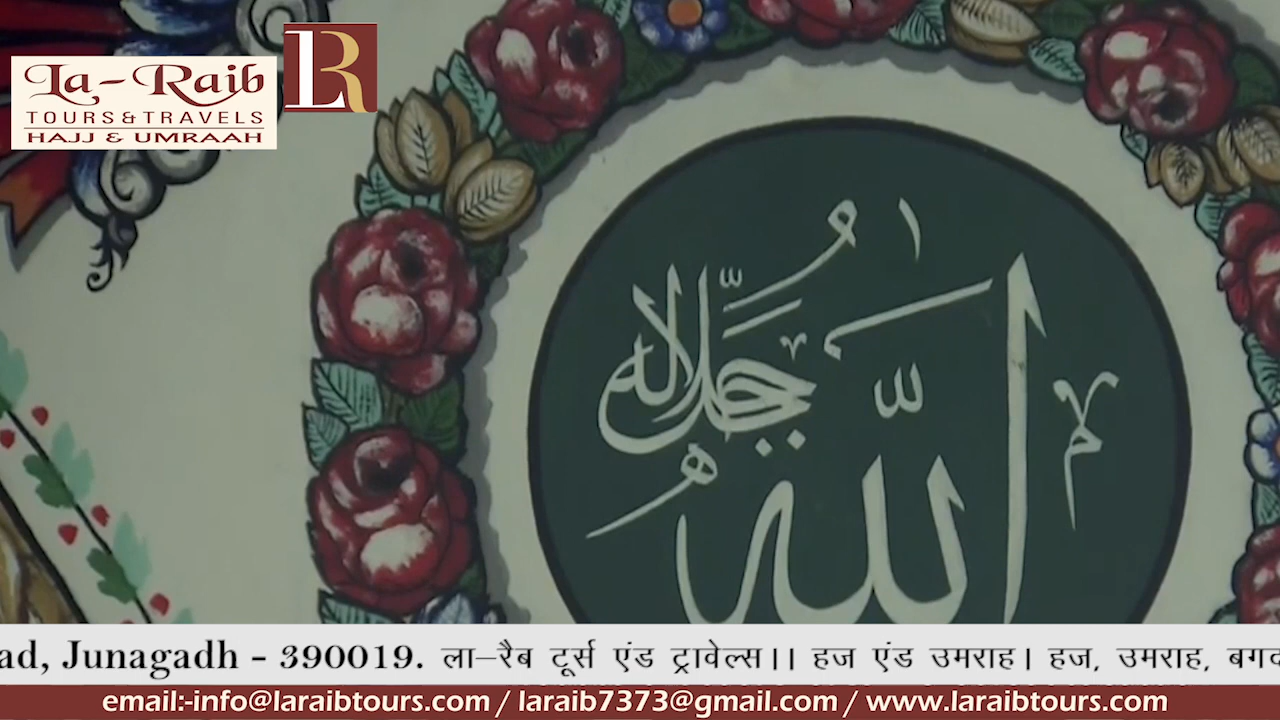 La-Raib
TOURS & TRAVELS
HAJJ & UMRAAH
LR
الله
جل جلاله
ad, Junagadh - 390019. ला–रैब टूर्स एंड ट्रावेल्स।। हज एंड उमराह। हज, उमराह, बगद
email:-info@laraibtours.com / laraib7373@gmail.com / www.laraibtours.com